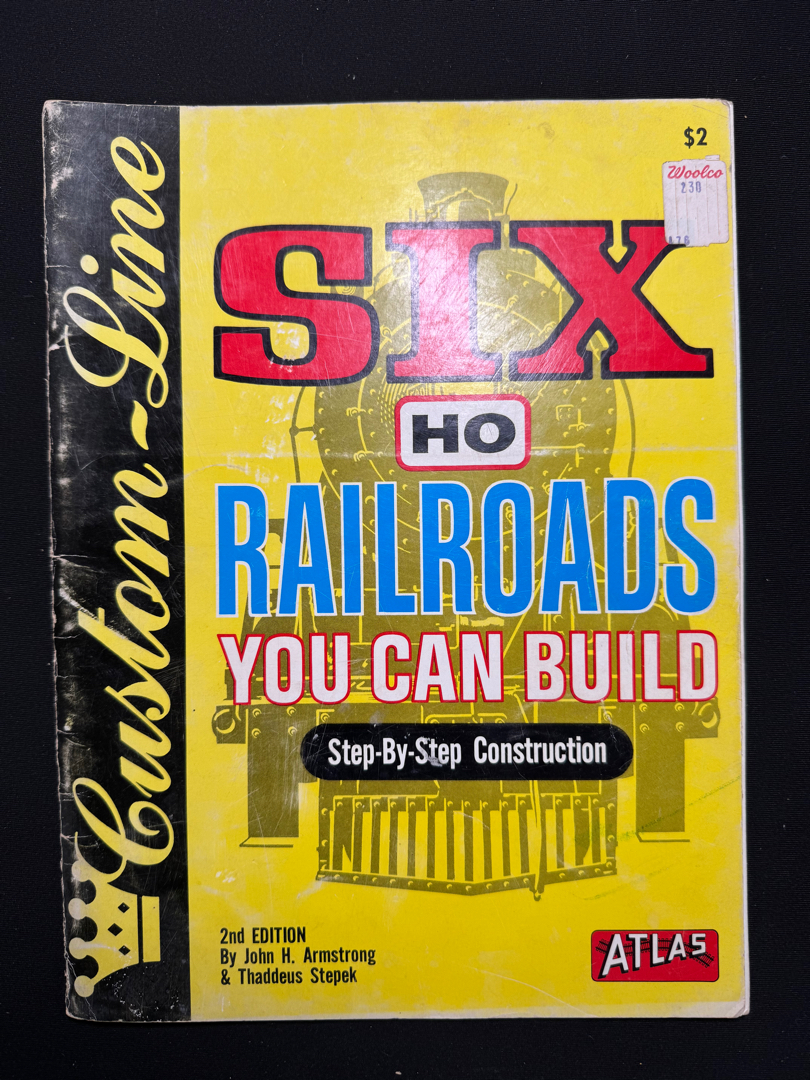 Custom-Line
$2
Woolco
230
SIX
HO
RAILROADS
YOU CAN BUILD
Step-By-Step Construction
2nd EDITION
By John H. Armstrong
& Thaddeus Stepek
ATLAS